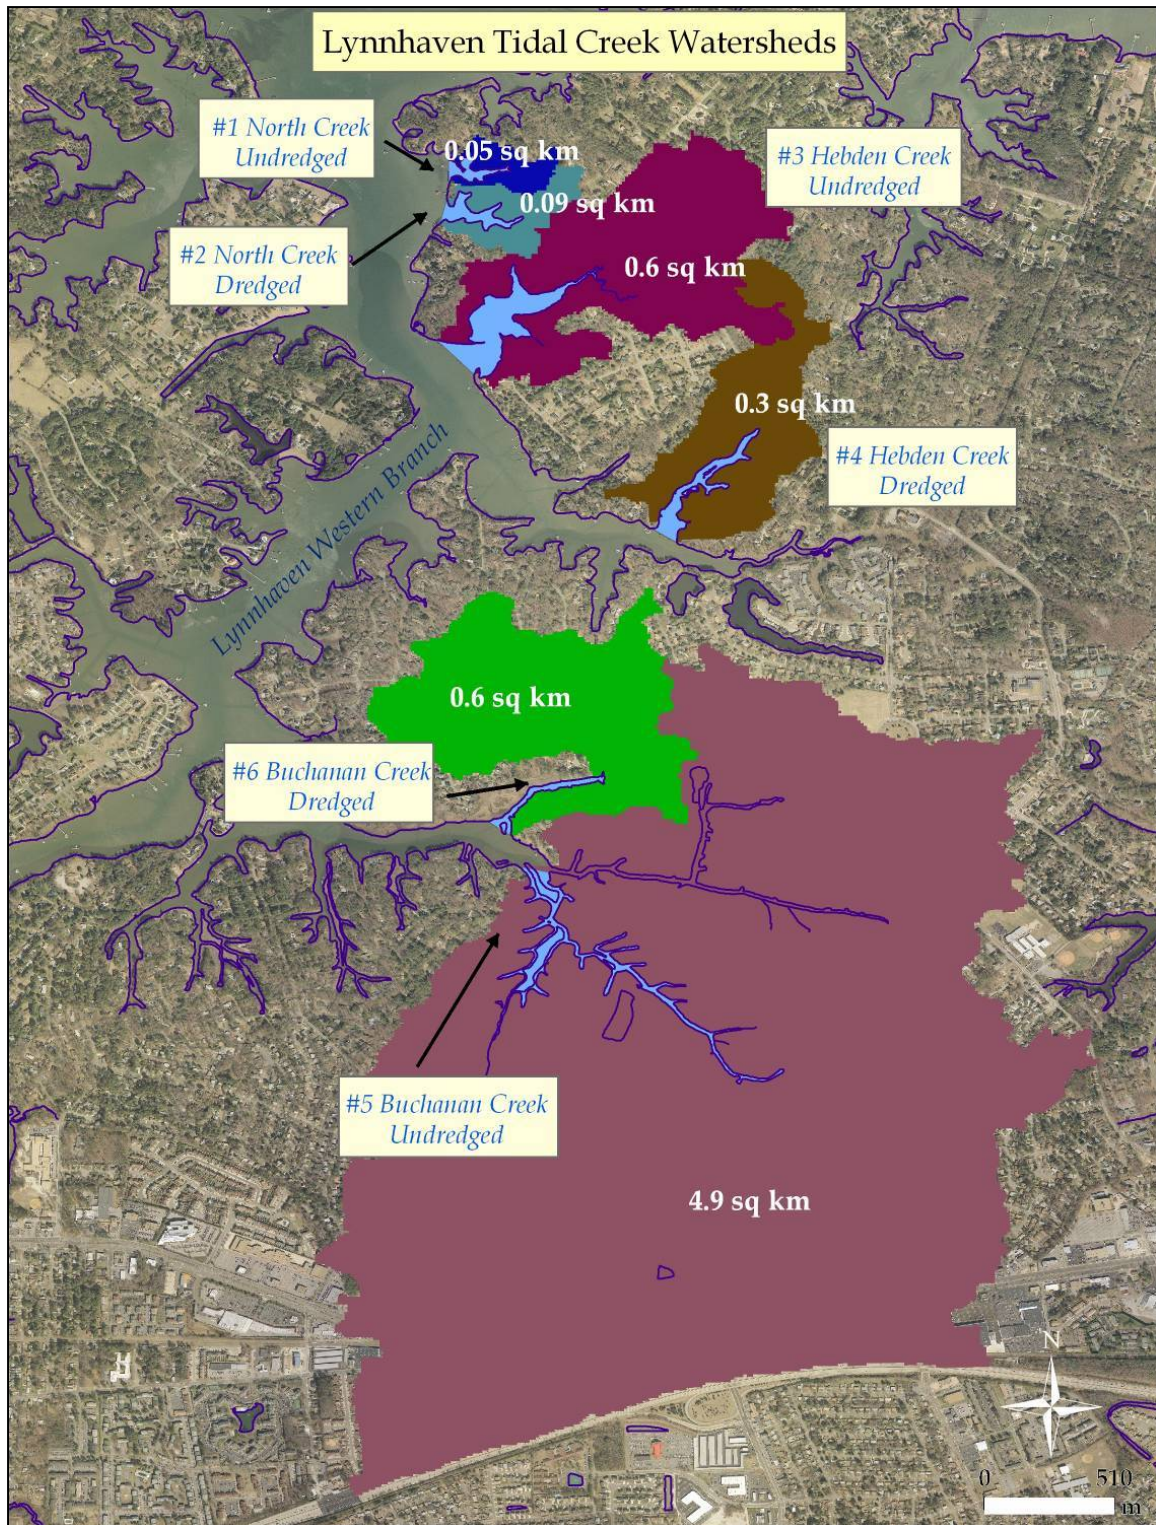 Lynnhaven Tidal Creek Watersheds
#1 North Creek
Undredged
0.05 sq km
#3 Hebden Creek
Undredged
0.09 sq km
#2 North Creek
Dredged
0.6 sq km
0.3 sq km
#4 Hebden Creek
Dredged
Lynnhaven Western Branch
0.6 sq km
#6 Buchanan Creek
Dredged
#5 Buchanan Creek
Undredged
4.9 sq km
N
0 510
m